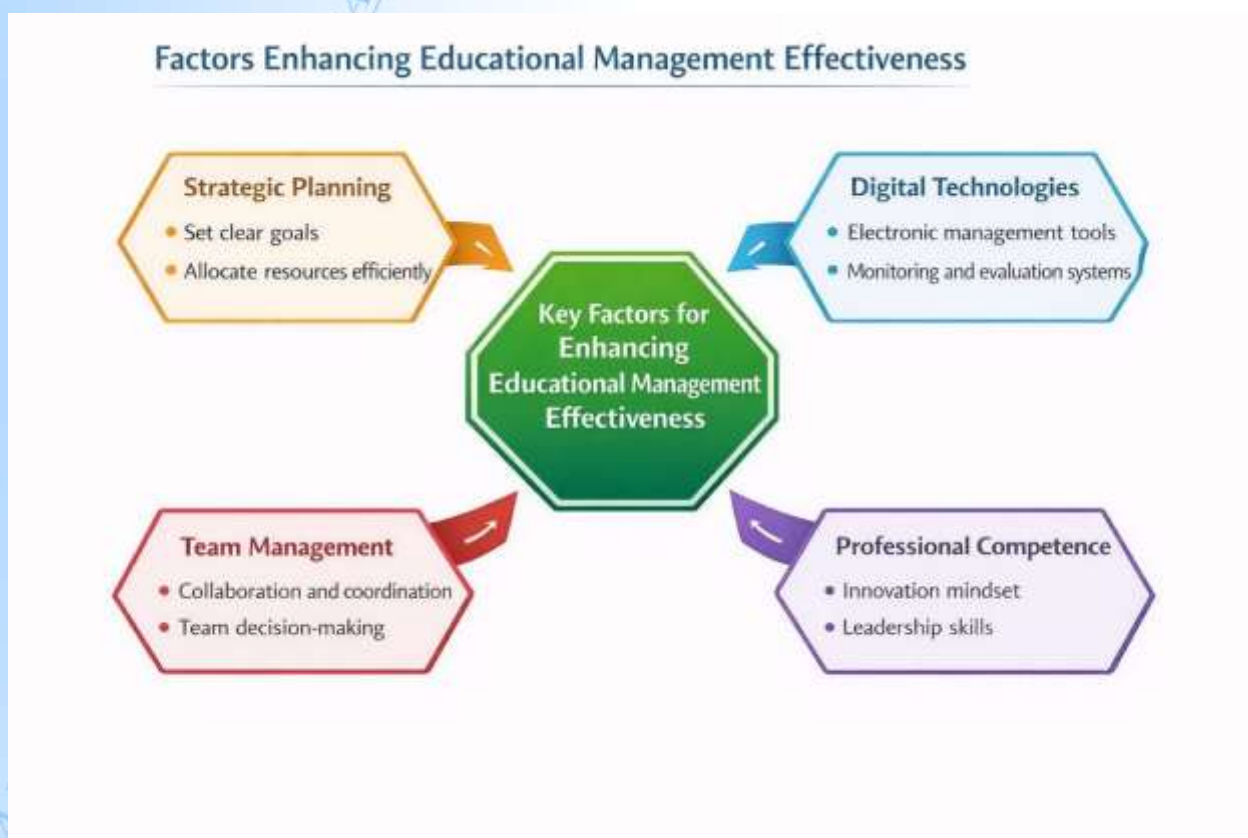 Factors Enhancing Educational Management Effectiveness
Strategic Planning
Set clear goals
Allocate resources efficiently
Digital Technologies
Electronic management tools
Monitoring and evaluation systems
Key Factors for
Enhancing
Educational Management
Effectiveness
Team Management
Collaboration and coordination
Team decision-making
Professional Competence
Innovation mindset
Leadership skills